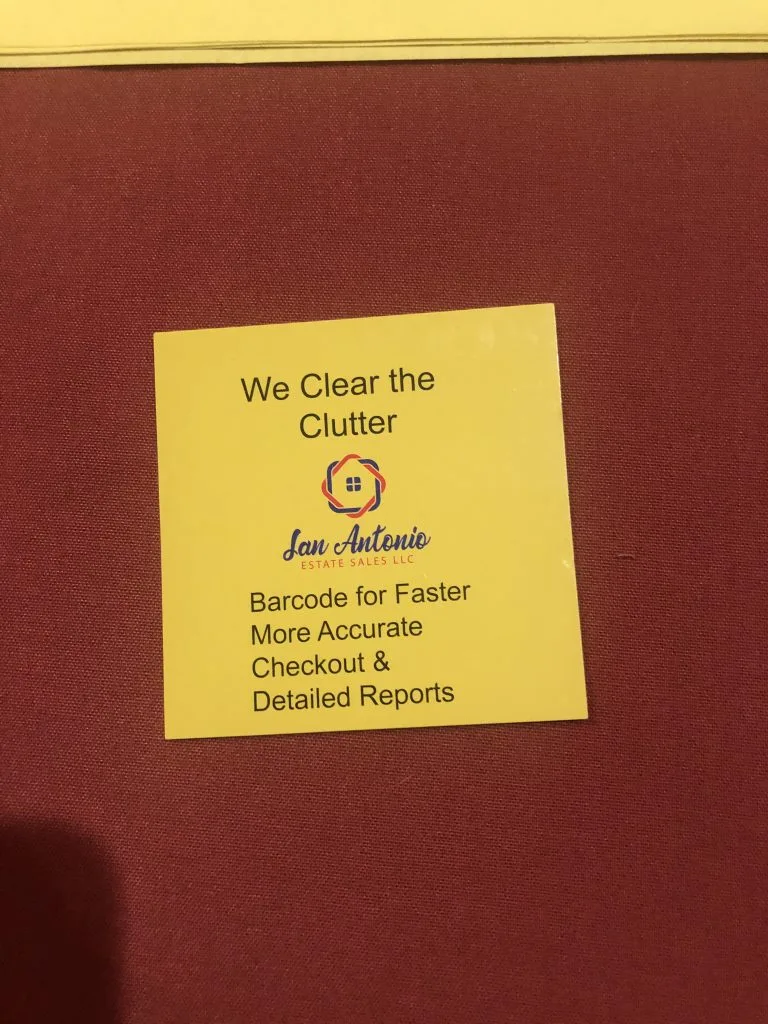 We Clear the
Clutter
San Antonio
ESTATE SALES LLC
Barcode for Faster
More Accurate
Checkout &
Detailed Reports